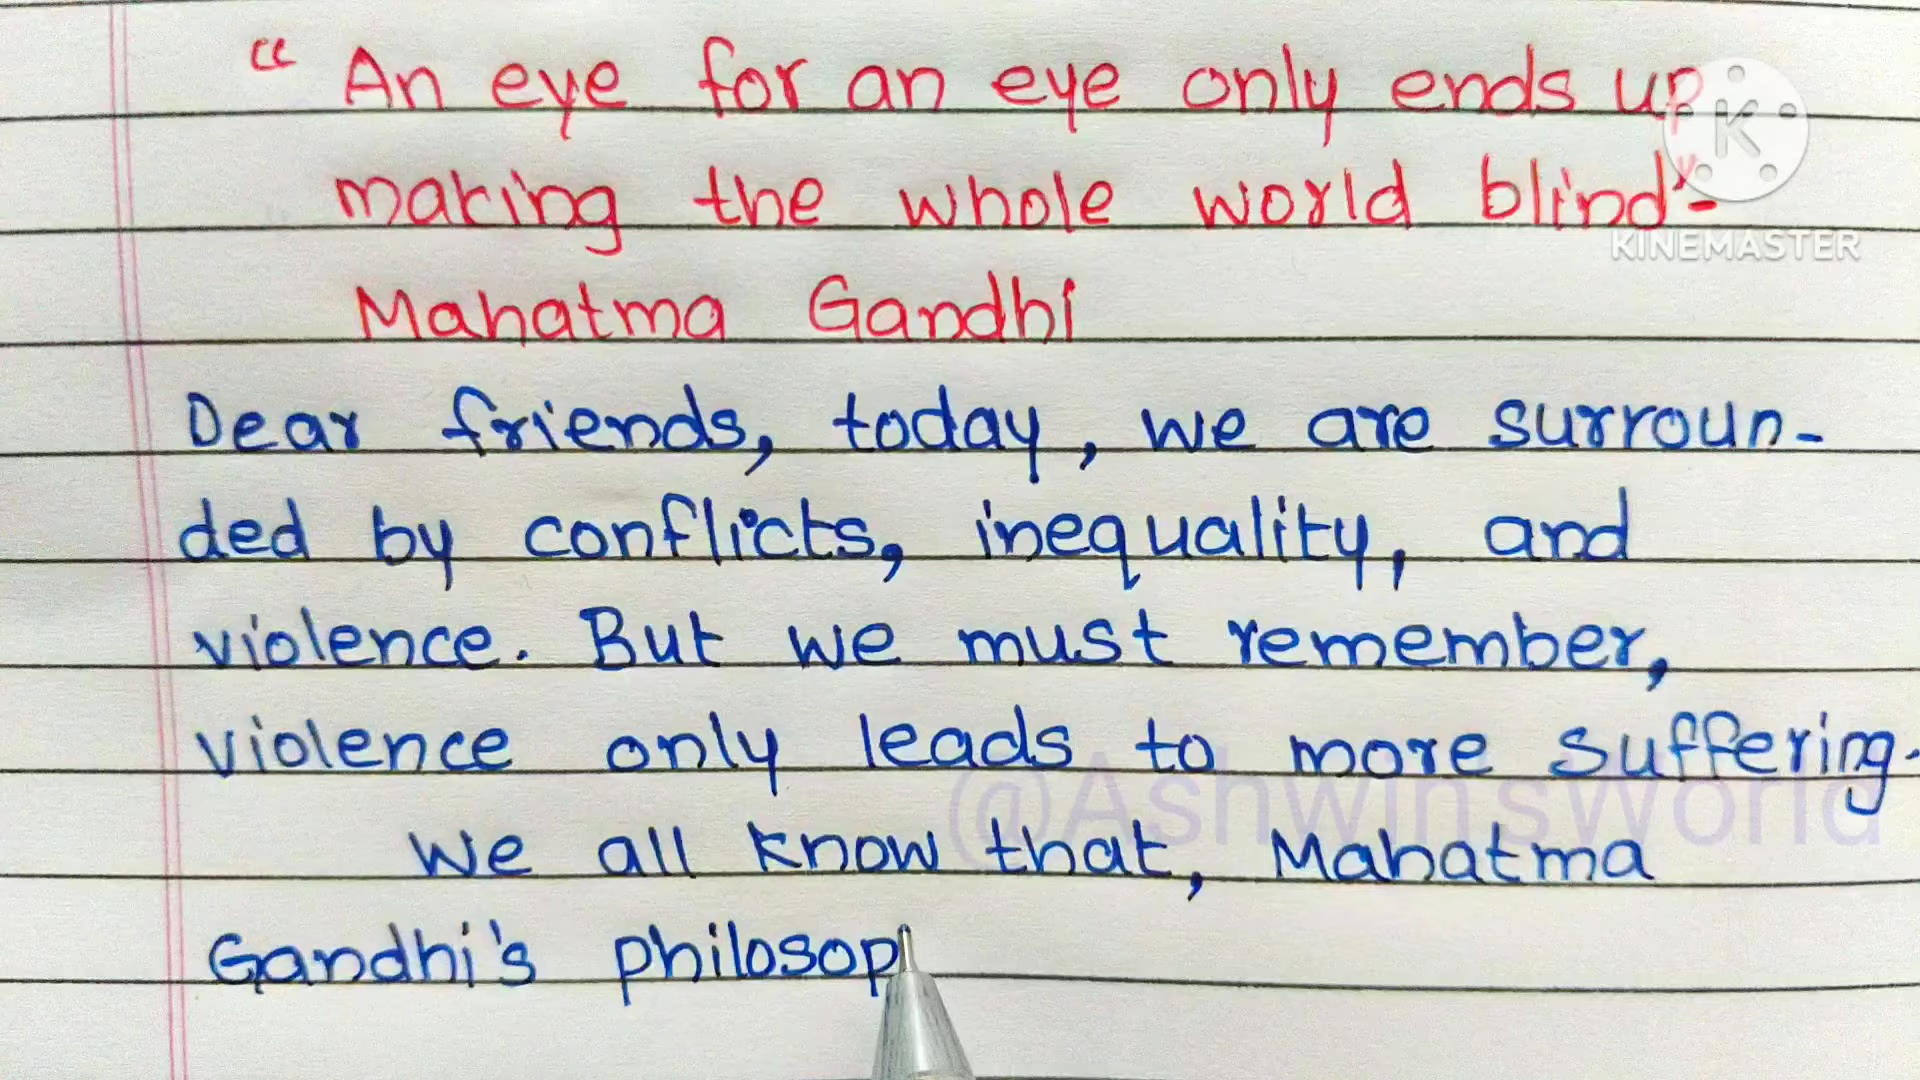 “ An eye for an eye only ends up
making the whole world blind”-
Mahatma Gandhi
Dear friends, today, we are surroun-
ded by conflicts, inequality, and
violence. But we must remember,
violence only leads to more suffering.
We all know that, Mahatma
Gandhi's philosop
K
KINEMASTER
@AshwinsWorld